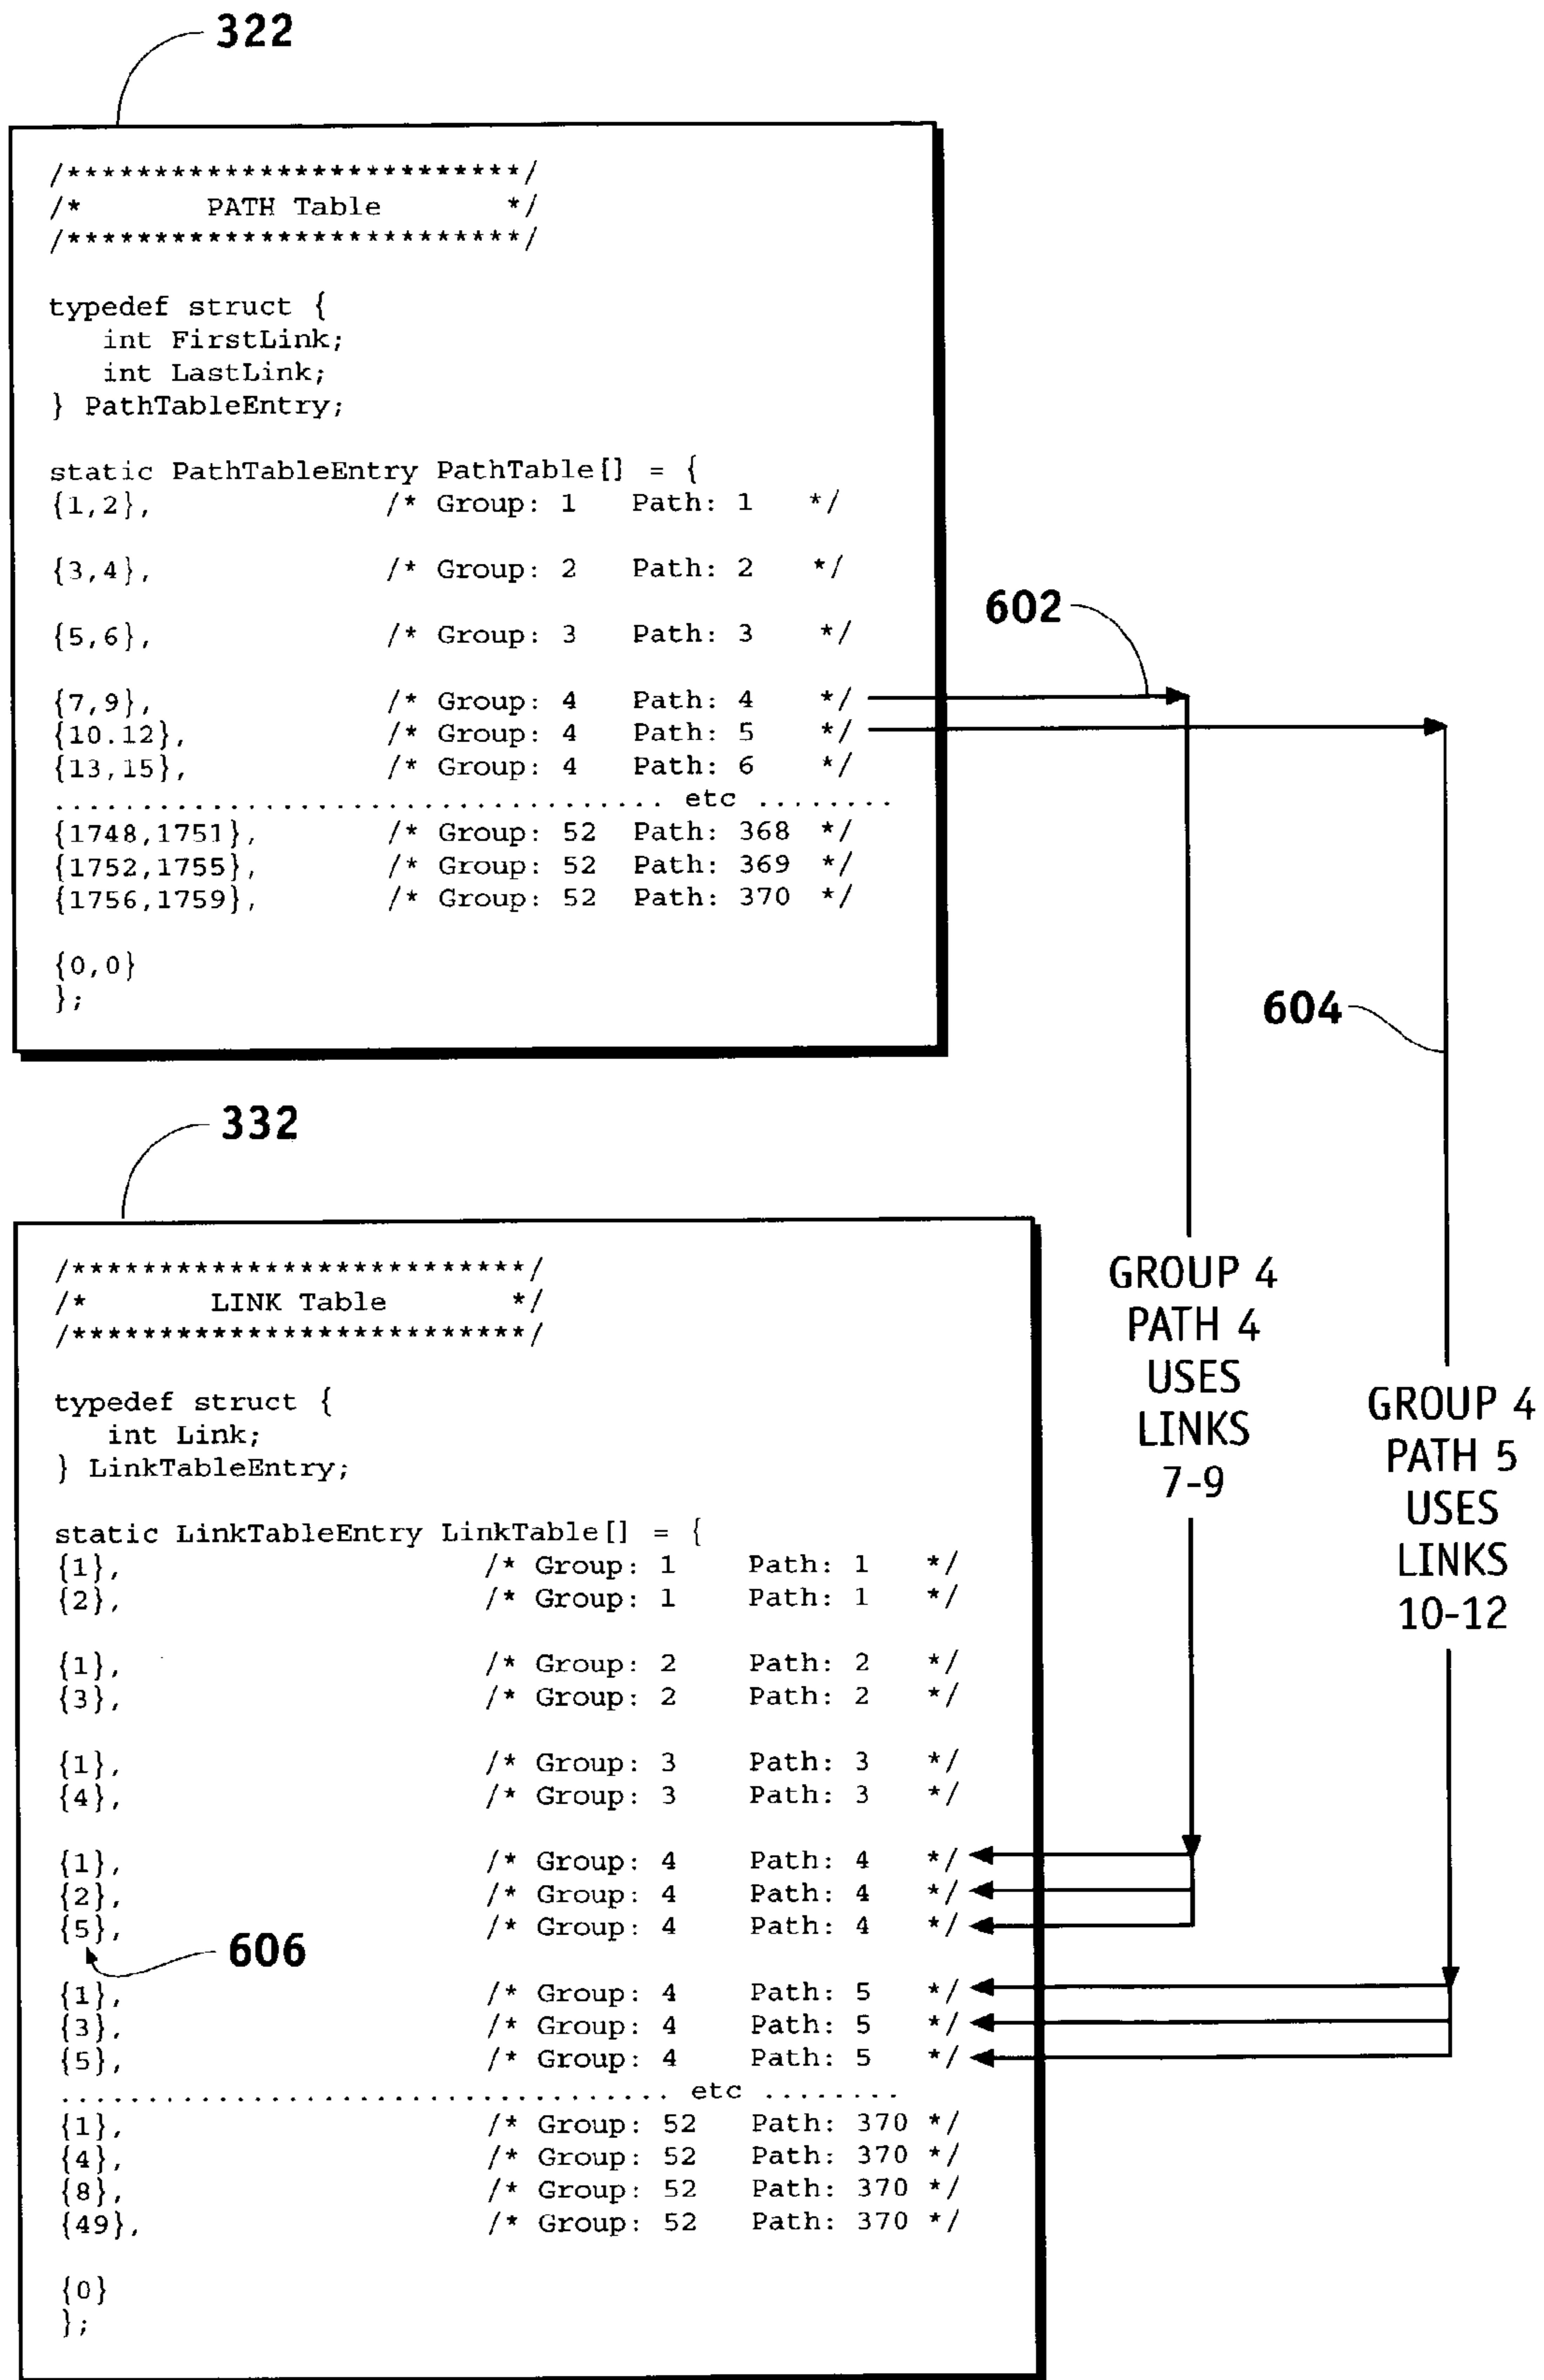 322
/**************************/
/* PATH Table */
/**************************/
typedef struct {
int FirstLink;
int LastLink;
} PathTableEntry;
static PathTableEntry PathTable[] = {
{1,2}, /* Group: 1 Path: 1 */
{3,4}, /* Group: 2 Path: 2 */
{5,6}, /* Group: 3 Path: 3 */
{7,9}, /* Group: 4 Path: 4 */
{10.12}, /* Group: 4 Path: 5 */
{13,15}, /* Group: 4 Path: 6 */
................................... etc ........
{1748,1751}, /* Group: 52 Path: 368 */
{1752,1755}, /* Group: 52 Path: 369 */
{1756,1759}, /* Group: 52 Path: 370 */
{0,0}
};
602
604
332
/**************************/
/* LINK Table */
/**************************/
typedef struct {
int Link;
} LinkTableEntry;
static LinkTableEntry LinkTable[] = {
{1}, /* Group: 1 Path: 1 */
{2}, /* Group: 1 Path: 1 */
{1}, /* Group: 2 Path: 2 */
{3}, /* Group: 2 Path: 2 */
{1}, /* Group: 3 Path: 3 */
{4}, /* Group: 3 Path: 3 */
{1}, /* Group: 4 Path: 4 */
{2}, /* Group: 4 Path: 4 */
{5}, /* Group: 4 Path: 4 */
606
{1}, /* Group: 4 Path: 5 */
{3}, /* Group: 4 Path: 5 */
{5}, /* Group: 4 Path: 5 */
................................... etc ........
{1}, /* Group: 52 Path: 370 */
{4}, /* Group: 52 Path: 370 */
{8}, /* Group: 52 Path: 370 */
{49}, /* Group: 52 Path: 370 */
{0}
};
GROUP 4
PATH 4
USES
LINKS
7-9
GROUP 4
PATH 5
USES
LINKS
10-12